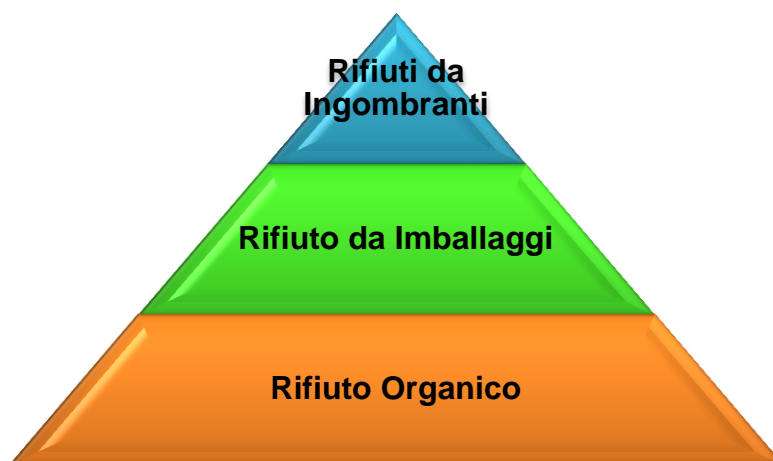 Rifiuti da
Ingombranti
Rifiuto da Imballaggi
Rifiuto Organico